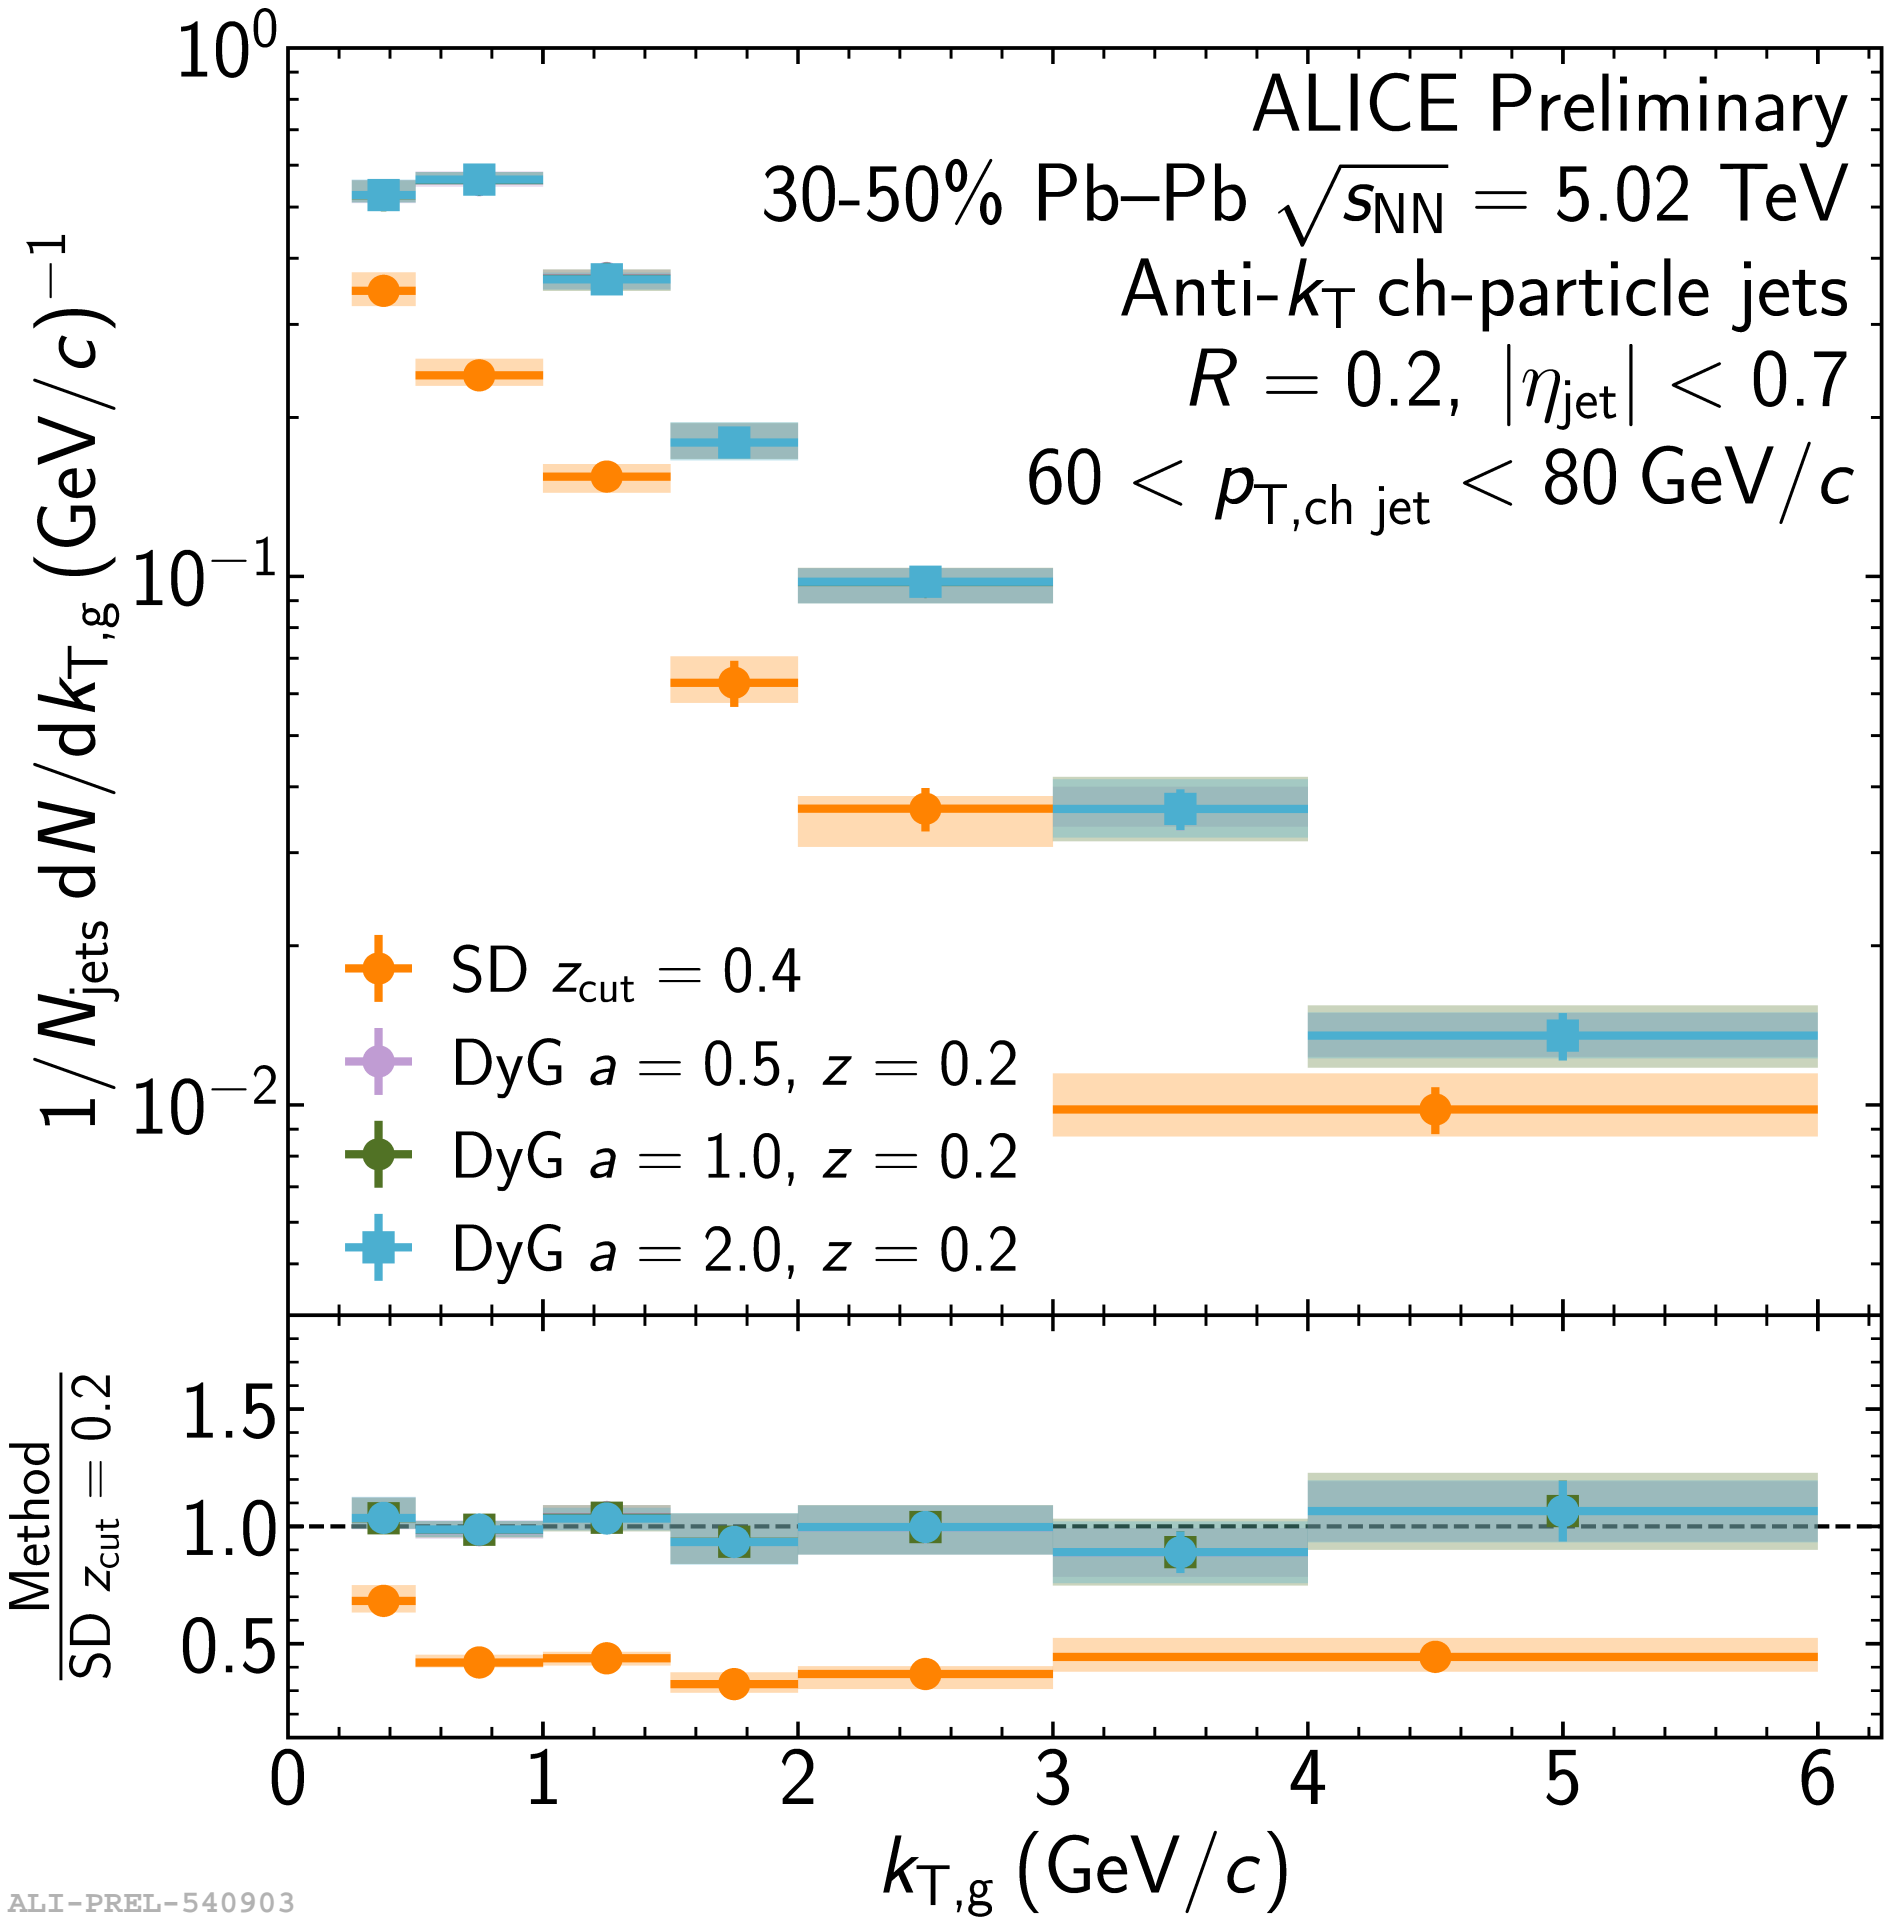 10⁰
ALICE Preliminary
30-50% Pb–Pb √sNN = 5.02 TeV
Anti-kT ch-particle jets
R = 0.2, |ηjet| < 0.7
60 < pT,ch jet < 80 GeV/c
1/Njets dN/dkT,g (GeV/c)⁻¹
10⁻¹
10⁻²
SD zcut = 0.4
DyG a = 0.5, z = 0.2
DyG a = 1.0, z = 0.2
DyG a = 2.0, z = 0.2
Method
SD zcut = 0.2
1.5
1.0
0.5
0 1 2 3 4 5 6
kT,g (GeV/c)
ALI-PREL-540903